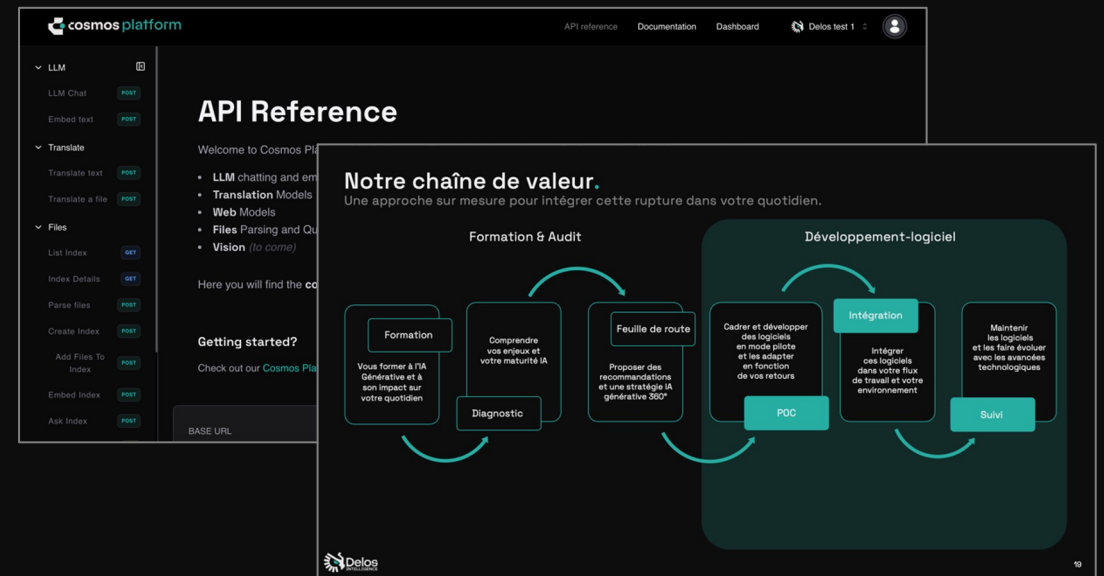 cosmos platform
API reference
Documentation
Dashboard
Delos test 1
LLM
LLM Chat POST
Embed text POST
Translate
Translate text POST
Translate a file POST
Files
List Index GET
Index Details GET
Parse files POST
Create Index POST
Add Files To
Index POST
Embed Index POST
Ask Index POST
API Reference
Welcome to Cosmos
• LLM chatting and
• Translation Models
• Web Models
• Files Parsing and
• Vision (to come)
Here you will find the
Getting started?
Check out our Cosmos
BASE URL
Notre chaîne de valeur.
Une approche sur mesure pour intégrer cette rupture dans votre quotidien.
Formation & Audit
Formation
Vous former à l'IA
Générative et à
son impact sur
votre quotidien
Comprendre
vos enjeux et
votre maturité IA
Diagnostic
Feuille de route
Proposer des
recommandations
et une stratégie IA
générative 360°
Développement-logiciel
Cadrer et développer
des logiciels
en mode pilote
et les adapter
en fonction
de vos retours
POC
Intégration
Intégrer
ces logiciels
dans votre flux
de travail et votre
environnement
Maintenir
les logiciels
et les faire évoluer
avec les avancées
technologiques
Suivi
Delos
INTELLIGENCE
19